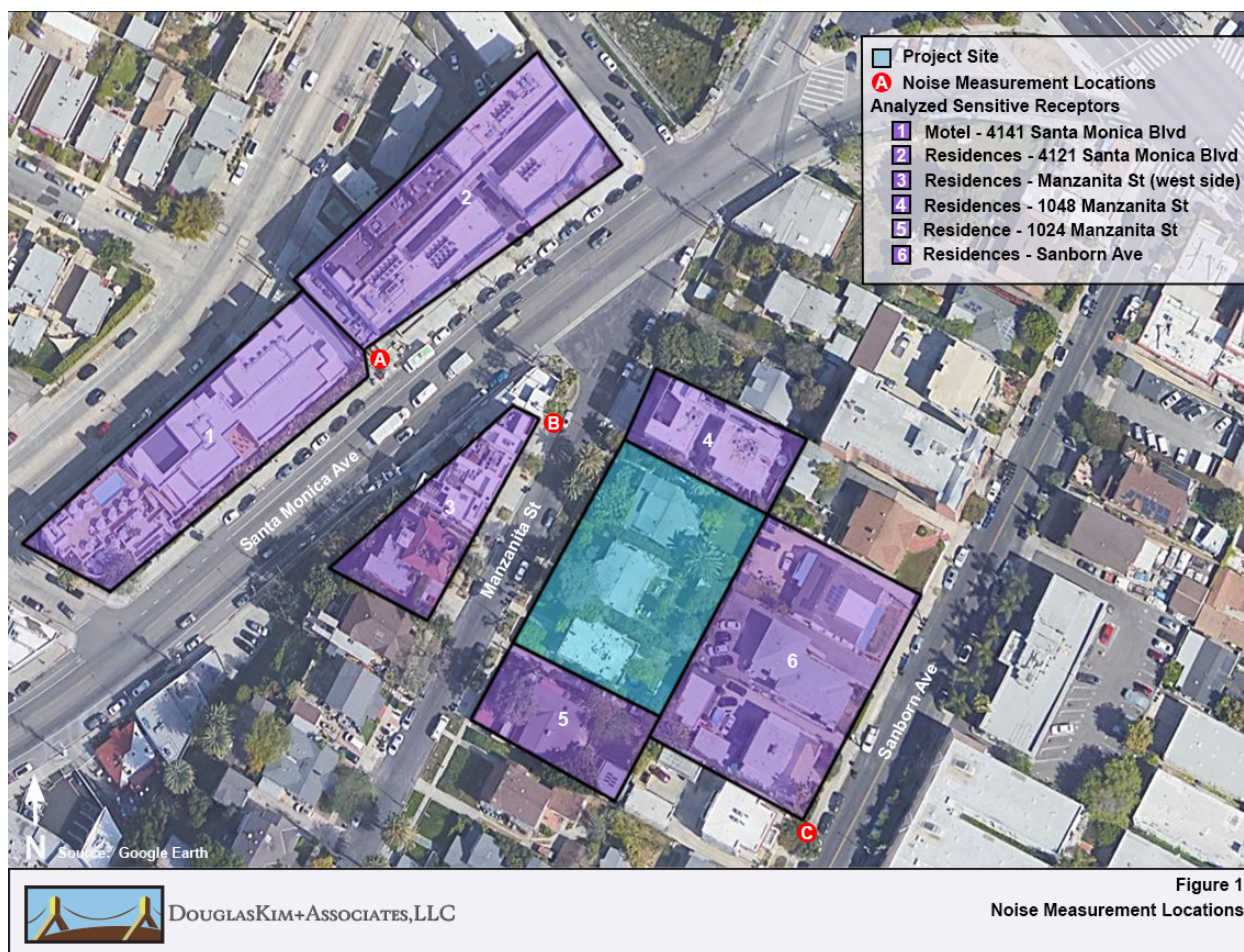 Project Site
A Noise Measurement Locations
Analyzed Sensitive Receptors
1 Motel - 4141 Santa Monica Blvd
2 Residences - 4121 Santa Monica Blvd
3 Residences - Manzanita St (west side)
4 Residences - 1048 Manzanita St
5 Residence - 1024 Manzanita St
6 Residences - Sanborn Ave
2
A
1
4
B
3
Santa Monica Ave
Manzanita St
6
5
Sanborn Ave
C
N
Source: Google Earth
DOUGLASKIM+ASSOCIATES,LLC
Figure 1
Noise Measurement Locations